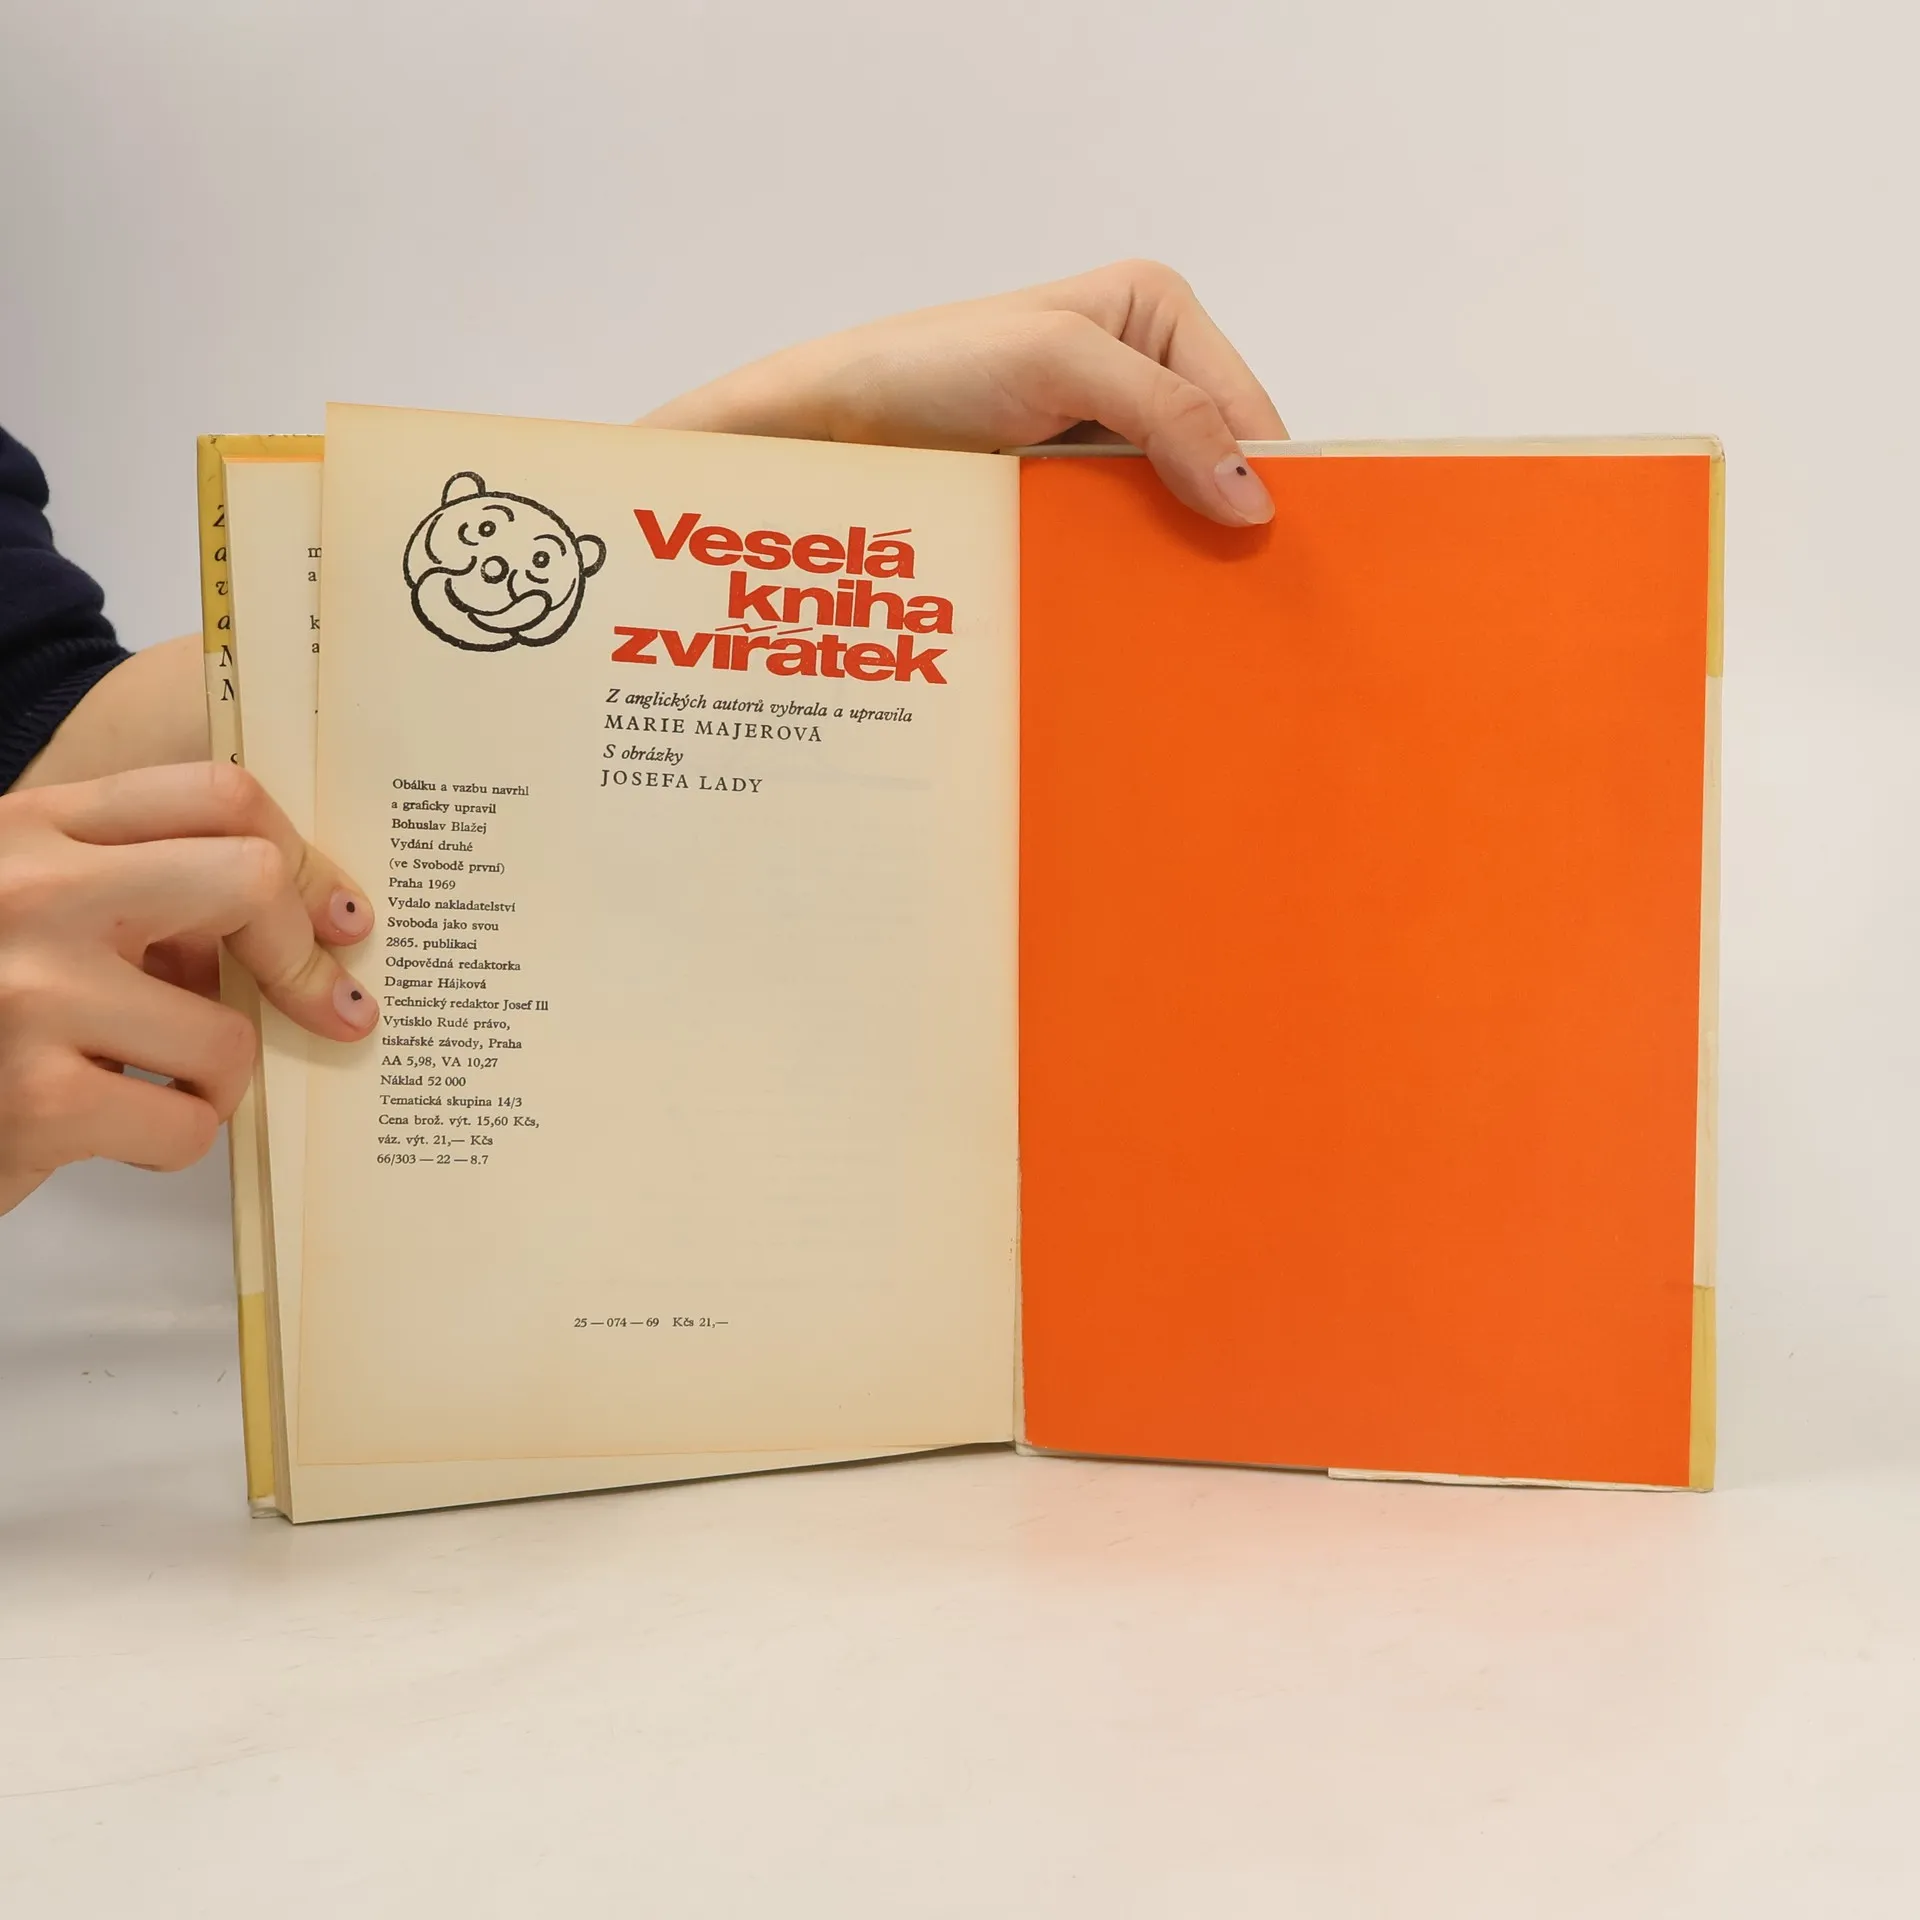 Veselá
kniha
zvířátek
Z anglických autorů vybrala a upravila
MARIE MAJEROVÁ
S obrázky
JOSEFA LADY
Obálku a vazbu navrhl
a graficky upravil
Bohuslav Blažej
Vydání druhé
(ve Svobodě první)
Praha 1969
Vydalo nakladatelství
Svoboda jako svou
2865. publikaci
Odpovědná redaktorka
Dagmar Hájková
Technický redaktor Josef Ill
Vytisklo Rudé právo,
tiskařské závody, Praha
AA 5,98, VA 10,27
Náklad 52 000
Tematická skupina 14/3
Cena brož. výt. 15,60 Kčs,
váz. výt. 21,— Kčs
66/303 — 22 — 8.7
25 — 074 — 69 Kčs 21,—